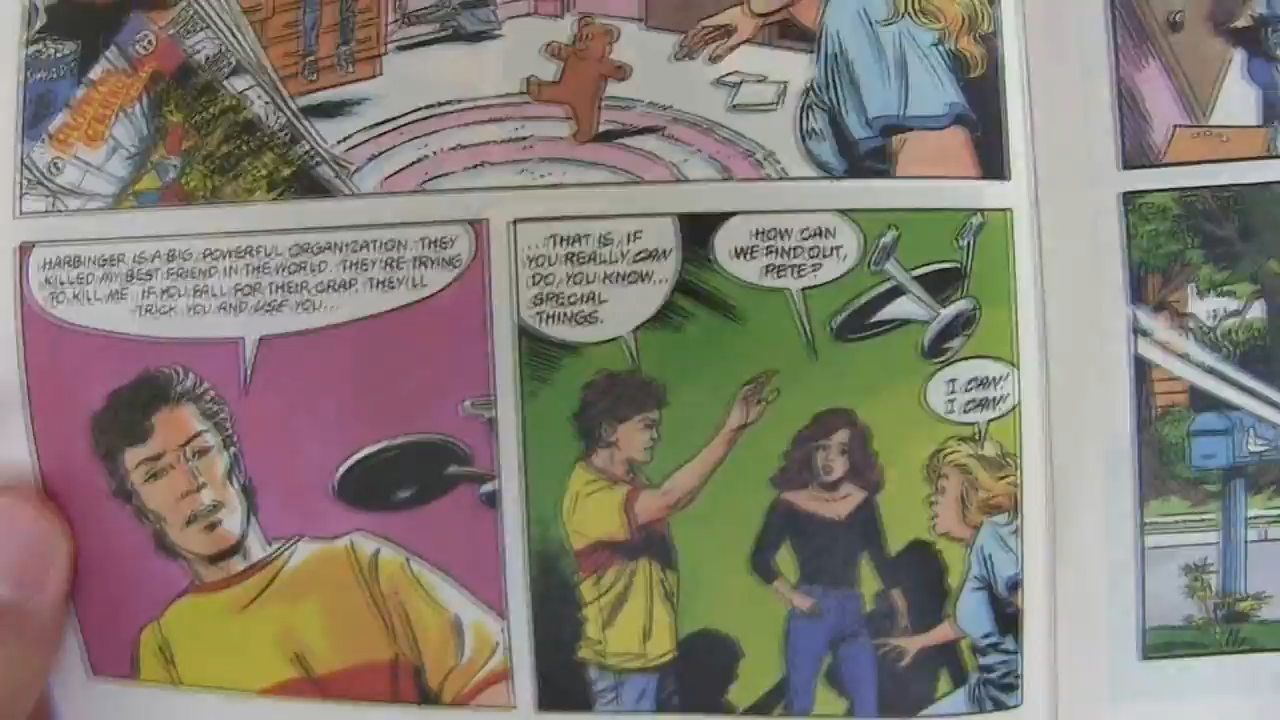 HARBINGER IS A BIG, POWERFUL ORGANIZATION. THEY
KILLED MY BEST FRIEND IN THE WORLD. THEY'RE TRYING
TO KILL ME. IF YOU FALL FOR THEIR CRAP, THEY'LL
TRICK YOU AND USE YOU...
...THAT IS, IF
YOU REALLY CAN
DO, YOU KNOW...
SPECIAL
THINGS.
HOW CAN
WE FIND OUT,
PETE?
I CAN!
I CAN!